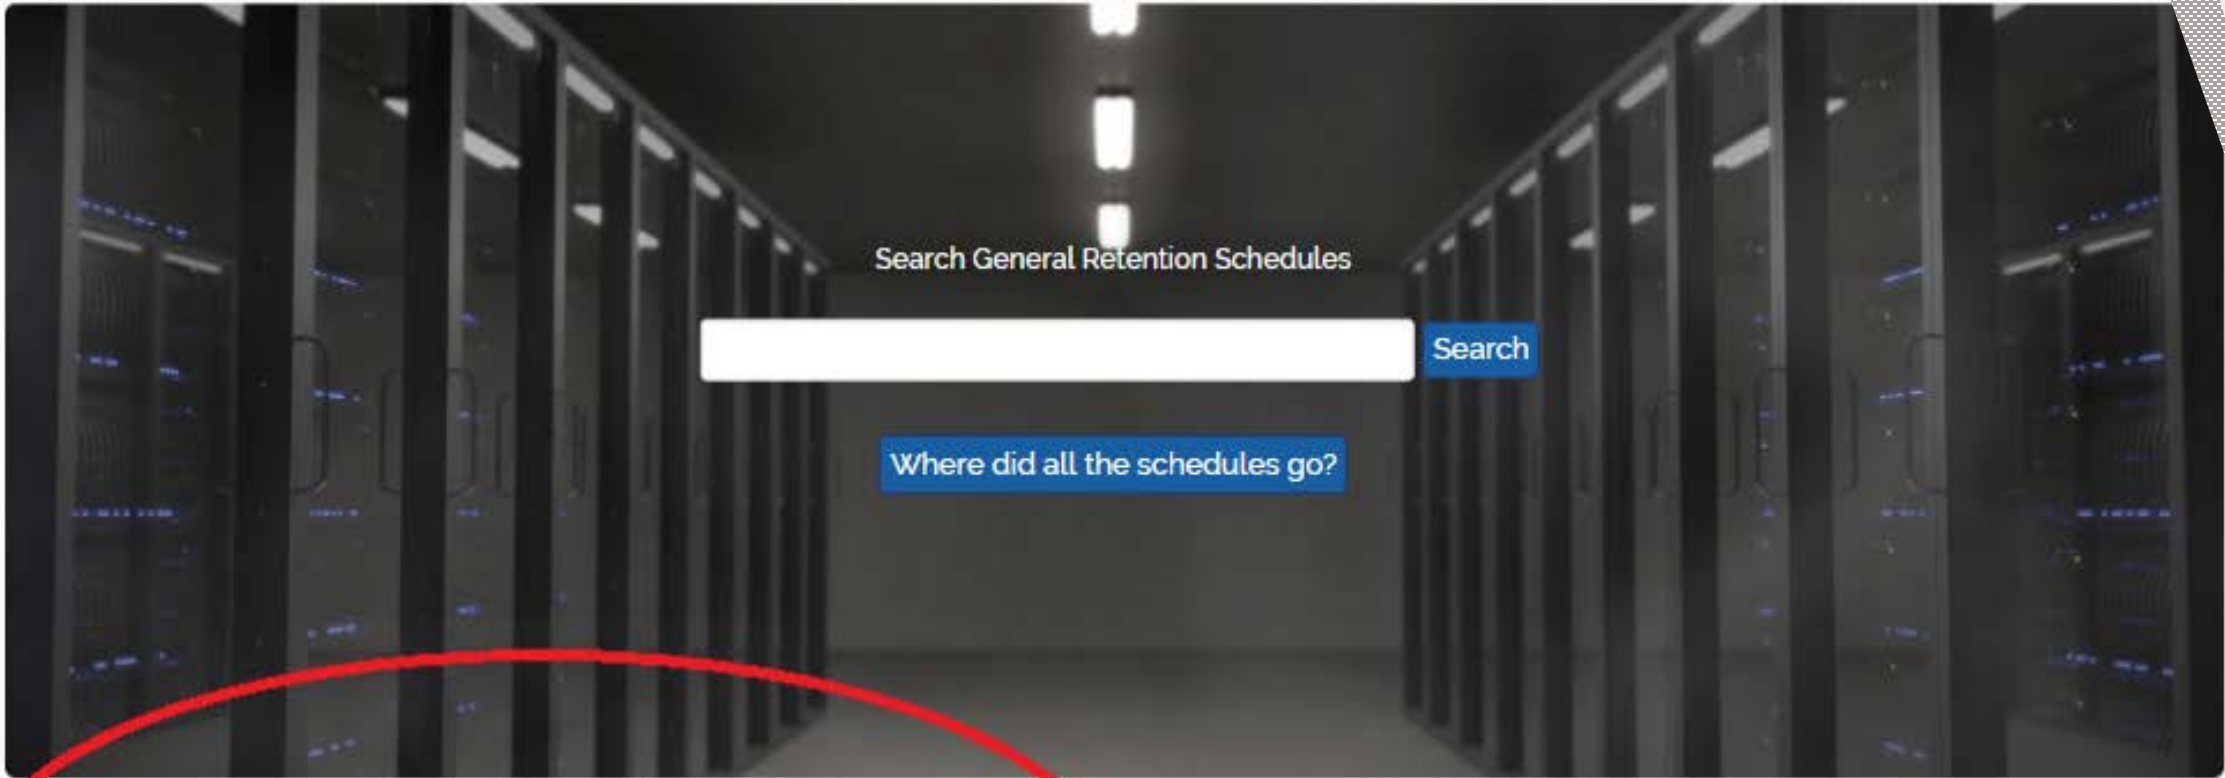 Search General Retention Schedules
Search
Where did all the schedules go?